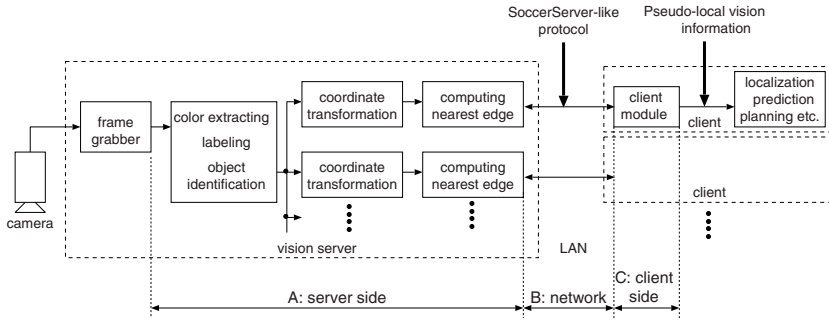 SoccerServer-like
protocol
Pseudo-local vision
information
frame
grabber
color extracting
labeling
object
identification
coordinate
transformation
computing
nearest edge
client
module
client
localization
prediction
planning etc.
coordinate
transformation
computing
nearest edge
client
camera
vision server
LAN
A: server side
B: network
C: client
side